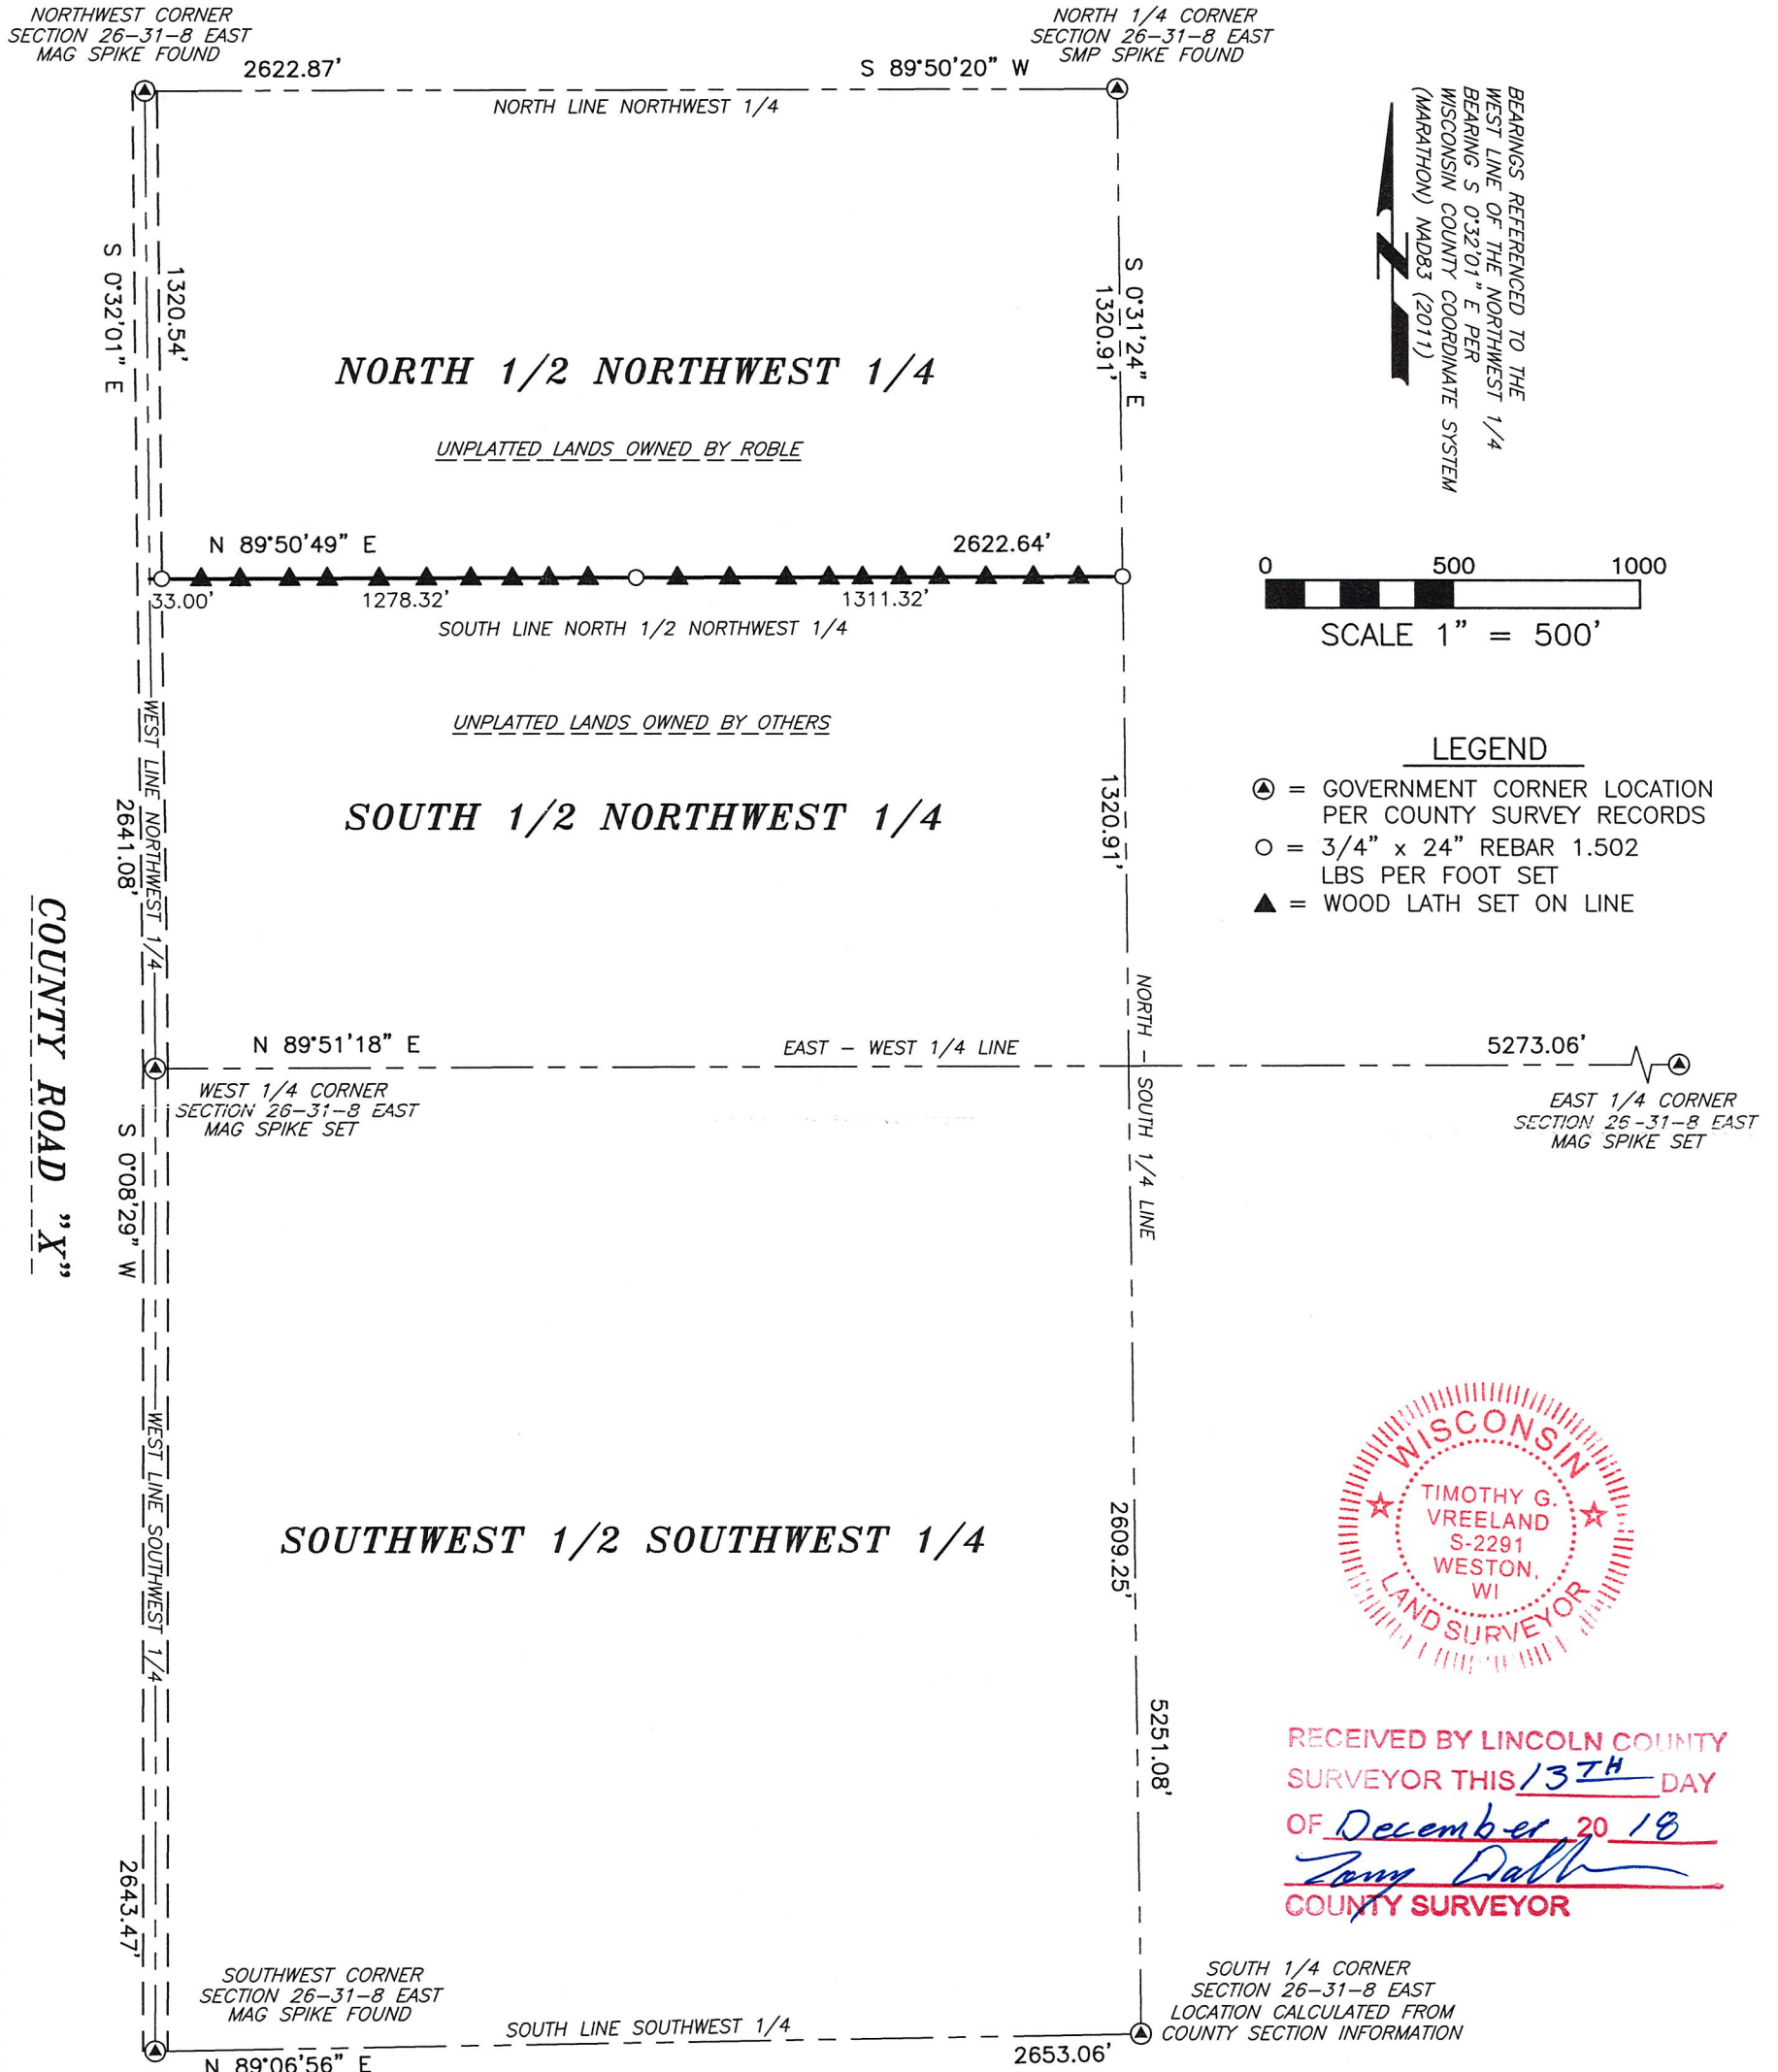 NORTHWEST CORNER
SECTION 26-31-8 EAST
MAG SPIKE FOUND
2622.87'
S 89°50'20" W
NORTH LINE NORTHWEST 1/4
NORTH 1/4 CORNER
SECTION 26-31-8 EAST
SMP SPIKE FOUND
BEARINGS REFERENCED TO THE
WEST LINE OF THE NORTHWEST 1/4
BEARING S 0°32'01" E PER
WISCONSIN COUNTY COORDINATE SYSTEM
(MARATHON) NAD83 (2011)
N
S 0°32'01" E
1320.54'
S 0°31'24" E
1320.91'
NORTH 1/2 NORTHWEST 1/4
UNPLATTED LANDS OWNED BY ROBLE
N 89°50'49" E
2622.64'
33.00'
1278.32'
1311.32'
SOUTH LINE NORTH 1/2 NORTHWEST 1/4
0 500 1000
SCALE 1" = 500'
UNPLATTED LANDS OWNED BY OTHERS
SOUTH 1/2 NORTHWEST 1/4
WEST LINE NORTHWEST 1/4
2641.08'
1320.91'
LEGEND
= GOVERNMENT CORNER LOCATION
PER COUNTY SURVEY RECORDS
= 3/4" x 24" REBAR 1.502
LBS PER FOOT SET
= WOOD LATH SET ON LINE
COUNTY ROAD "X"
N 89°51'18" E
EAST - WEST 1/4 LINE
NORTH - SOUTH 1/4 LINE
5273.06'
WEST 1/4 CORNER
SECTION 26-31-8 EAST
MAG SPIKE SET
EAST 1/4 CORNER
SECTION 26-31-8 EAST
MAG SPIKE SET
S 0°08'29" W
WEST LINE SOUTHWEST 1/4
SOUTHWEST 1/2 SOUTHWEST 1/4
2609.25'
5251.08'
2643.47'
WISCONSIN
TIMOTHY G.
VREELAND
S-2291
WESTON,
WI
LAND SURVEYOR
RECEIVED BY LINCOLN COUNTY
SURVEYOR THIS 13TH DAY
OF December 20 18
COUNTY SURVEYOR
SOUTHWEST CORNER
SECTION 26-31-8 EAST
MAG SPIKE FOUND
SOUTH LINE SOUTHWEST 1/4
N 89°06'56" E
2653.06'
SOUTH 1/4 CORNER
SECTION 26-31-8 EAST
LOCATION CALCULATED FROM
COUNTY SECTION INFORMATION